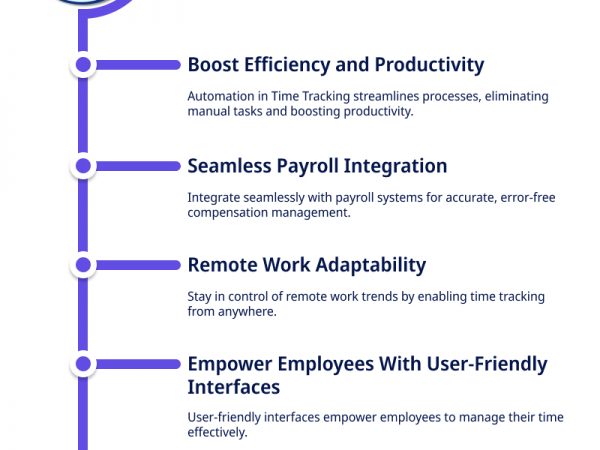 Boost Efficiency and Productivity
Automation in Time Tracking streamlines processes, eliminating
manual tasks and boosting productivity.
Seamless Payroll Integration
Integrate seamlessly with payroll systems for accurate, error-free
compensation management.
Remote Work Adaptability
Stay in control of remote work trends by enabling time tracking
from anywhere.
Empower Employees With User-Friendly
Interfaces
User-friendly interfaces empower employees to manage their time
effectively.